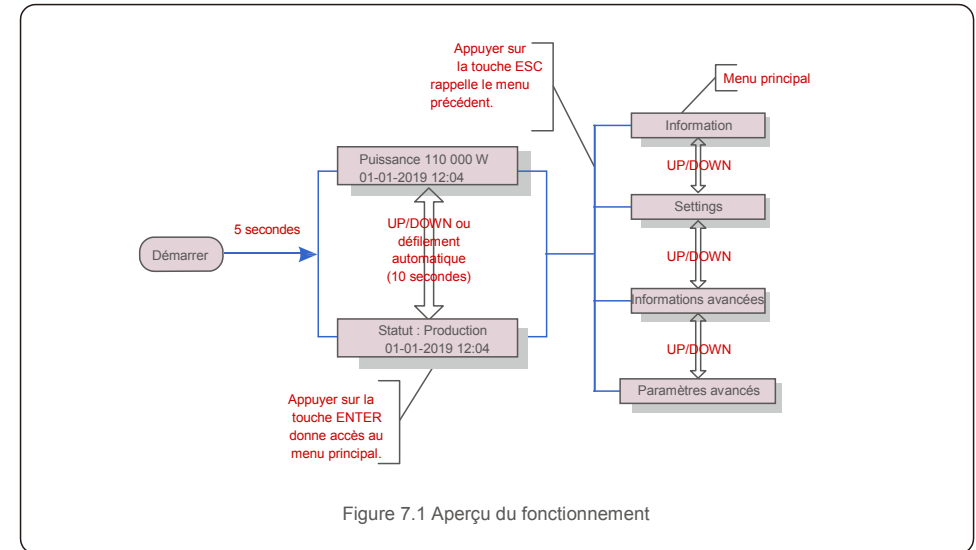 Appuyer sur
la touche ESC
rappelle le menu
précédent.
Menu principal
Information
UP/DOWN
Settings
UP/DOWN
Informations avancées
UP/DOWN
Paramètres avancés
Puissance 110 000 W
01-01-2019 12:04
UP/DOWN ou
défilement
automatique
(10 secondes)
5 secondes
Démarrer
Statut : Production
01-01-2019 12:04
Appuyer sur la
touche ENTER
donne accès au
menu principal.
Figure 7.1 Aperçu du fonctionnement